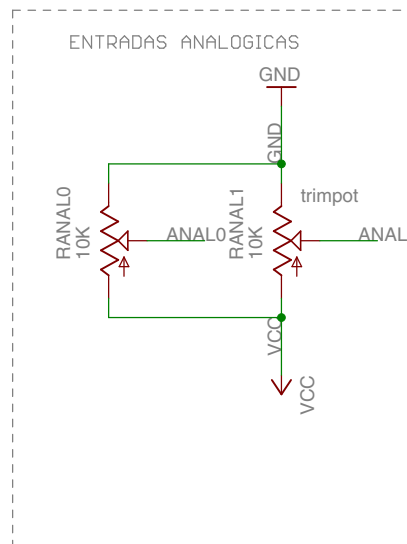 ENTRADAS ANALOGICAS
GND
GND
trimpot
RANAL0
10K
ANAL0
RANAL1
10K
ANAL
VCC
VCC